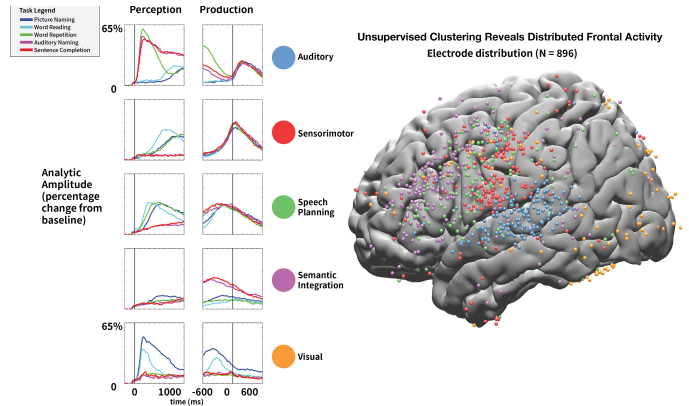 Task Legend
Picture Naming
Word Reading
Word Repetition
Auditory Naming
Sentence Completion
Perception
Production
65%
0
Auditory
Sensorimotor
Analytic
Amplitude
(percentage
change from
baseline)
Speech
Planning
Semantic
Integration
65%
0
Visual
0
1000
-600
0
600
time (ms)
Unsupervised Clustering Reveals Distributed Frontal Activity
Electrode distribution (N = 896)